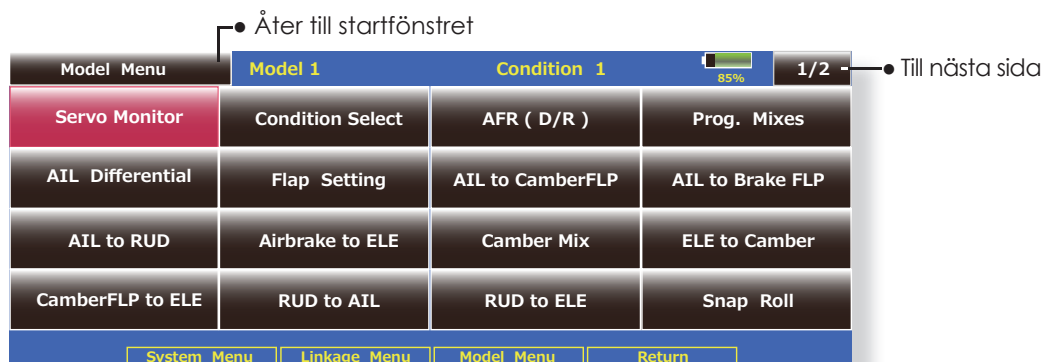 Åter till startfönstret
Model Menu Model 1 Condition 1 85% 1/2 Till nästa sida
Servo Monitor Condition Select AFR ( D/R ) Prog. Mixes
AIL Differential Flap Setting AIL to CamberFLP AIL to Brake FLP
AIL to RUD Airbrake to ELE Camber Mix ELE to Camber
CamberFLP to ELE RUD to AIL RUD to ELE Snap Roll
System Menu Linkage Menu Model Menu Return